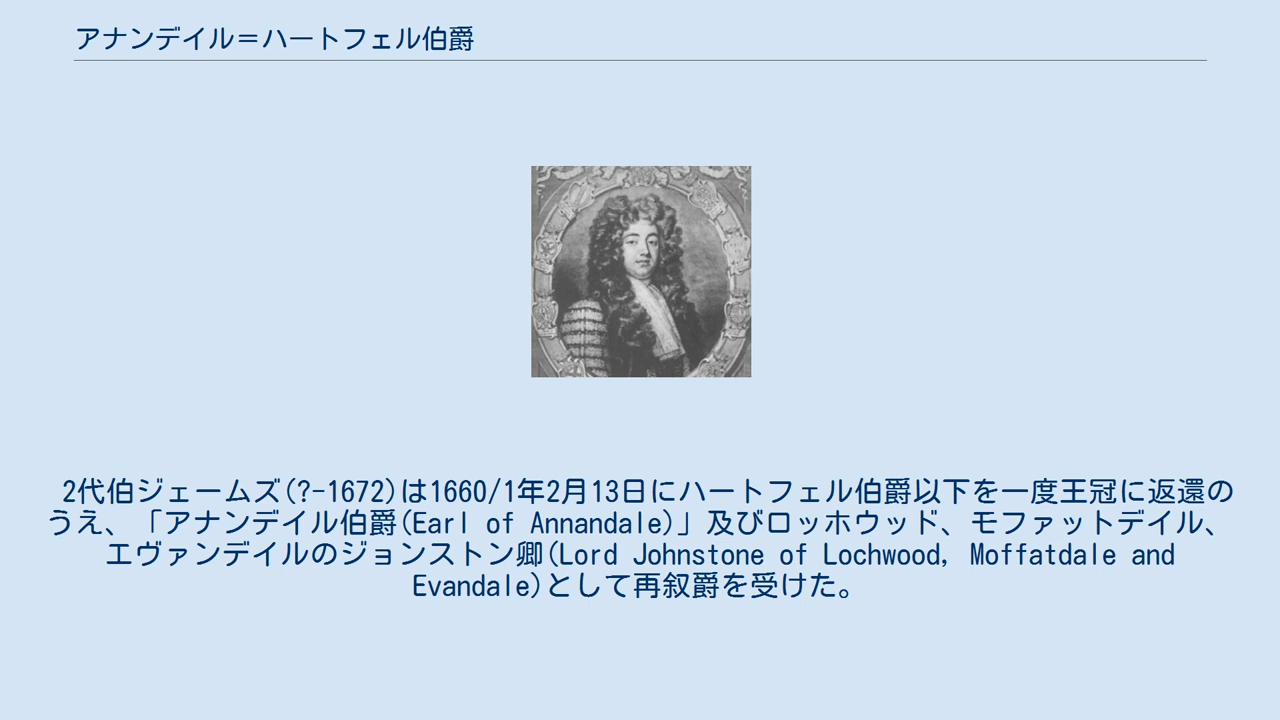 アナンデイル＝ハートフェル伯爵
2代伯ジェームズ(?-1672)は1660/1年2月13日にハートフェル伯爵以下を一度王冠に返還の
うえ、「アナンデイル伯爵(Earl of Annandale)」及びロッホウッド、モファットデイル、
エヴァンデイルのジョンストン卿(Lord Johnstone of Lochwood, Moffatdale and
Evandale)として再叙爵を受けた。